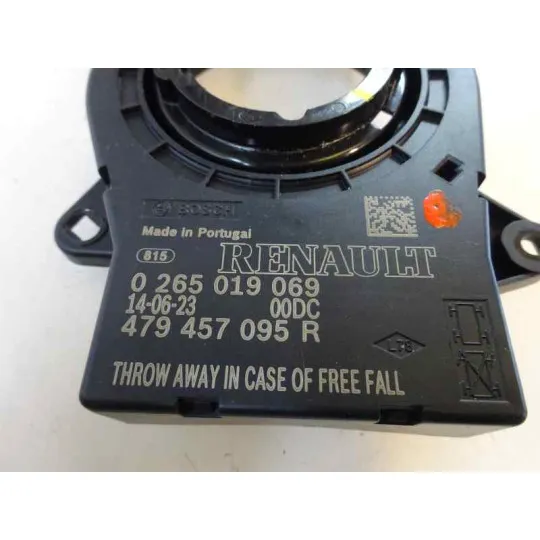 BOSCH
Made in Portugal
815 RENAULT
0 265 019 069
14-06-23 00DC
479 457 095 R
THROW AWAY IN CASE OF FREE FALL